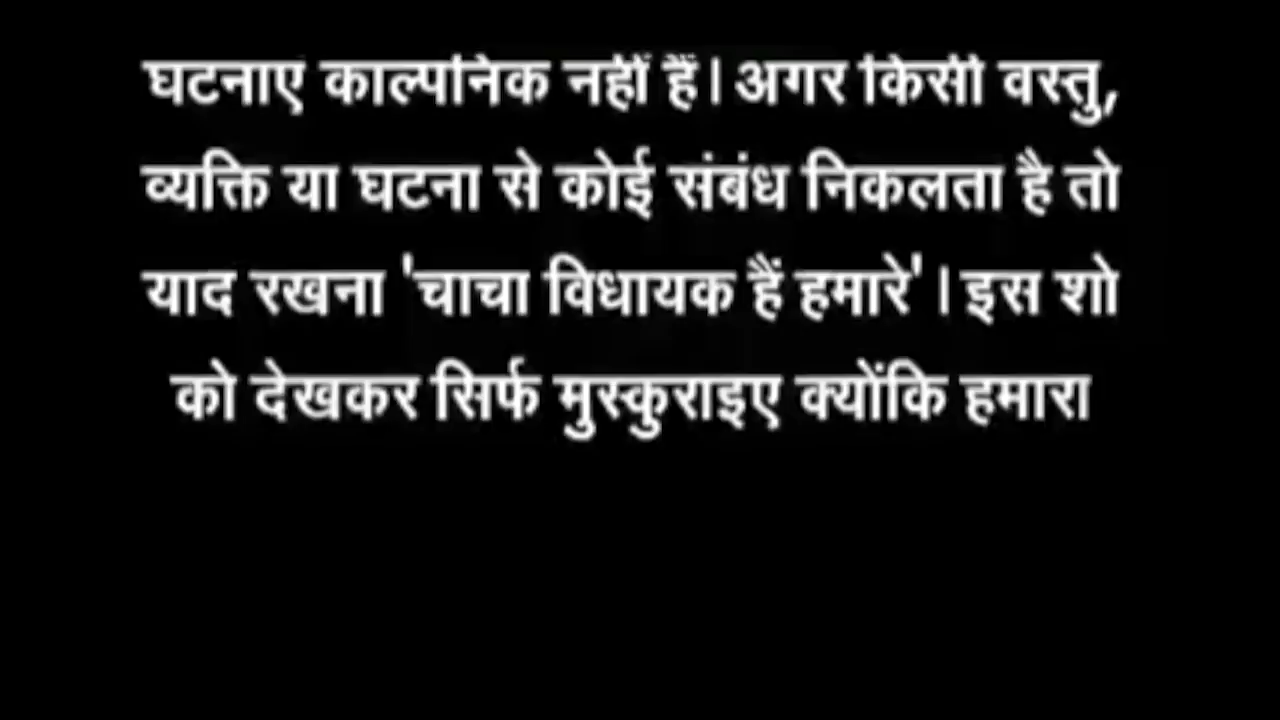 घटनाएं काल्पनिक नहीं हैं। अगर किसी वस्तु,
व्यक्ति या घटना से कोई संबंध निकलता है तो
याद रखना 'चाचा विधायक हैं हमारे'। इस शो
को देखकर सिर्फ मुस्कुराइए क्योंकि हमारा